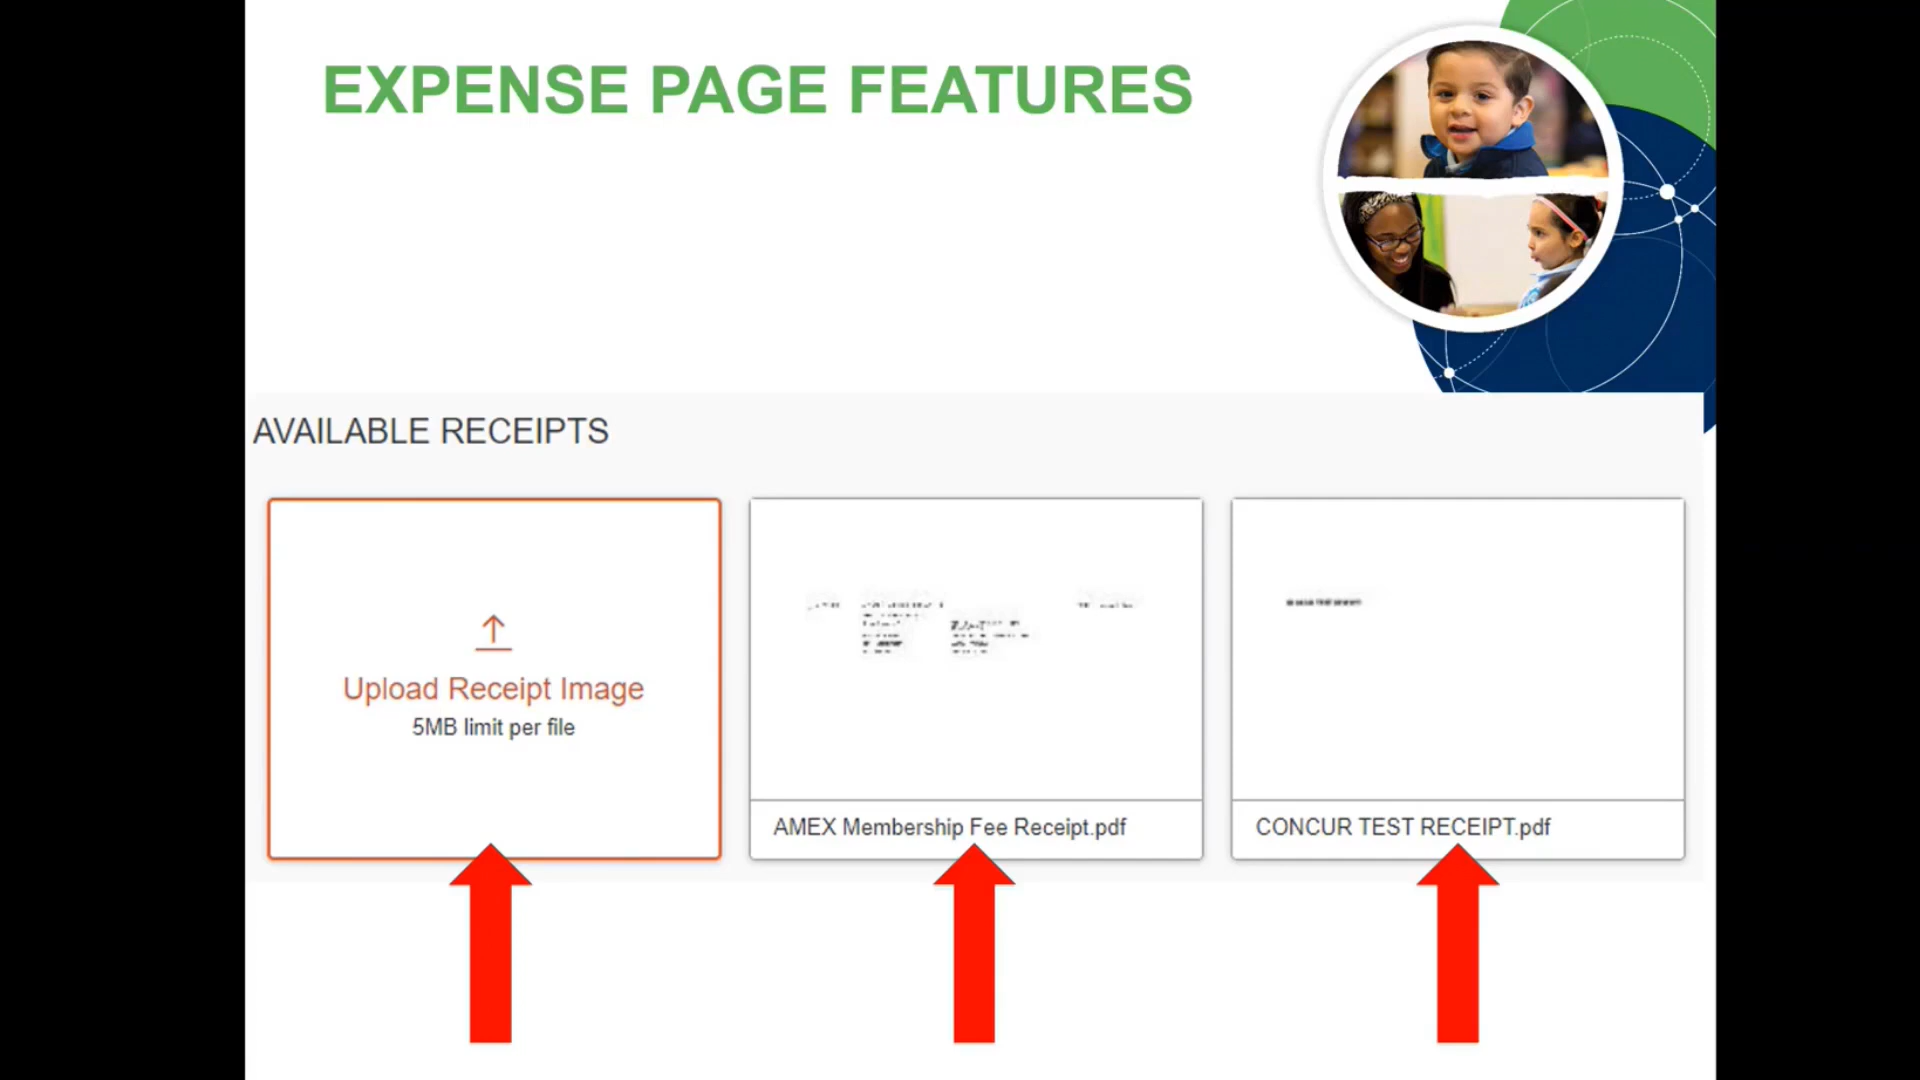 EXPENSE PAGE FEATURES
AVAILABLE RECEIPTS
Upload Receipt Image
5MB limit per file
AMEX Membership Fee Receipt.pdf
CONCUR TEST RECEIPT.pdf